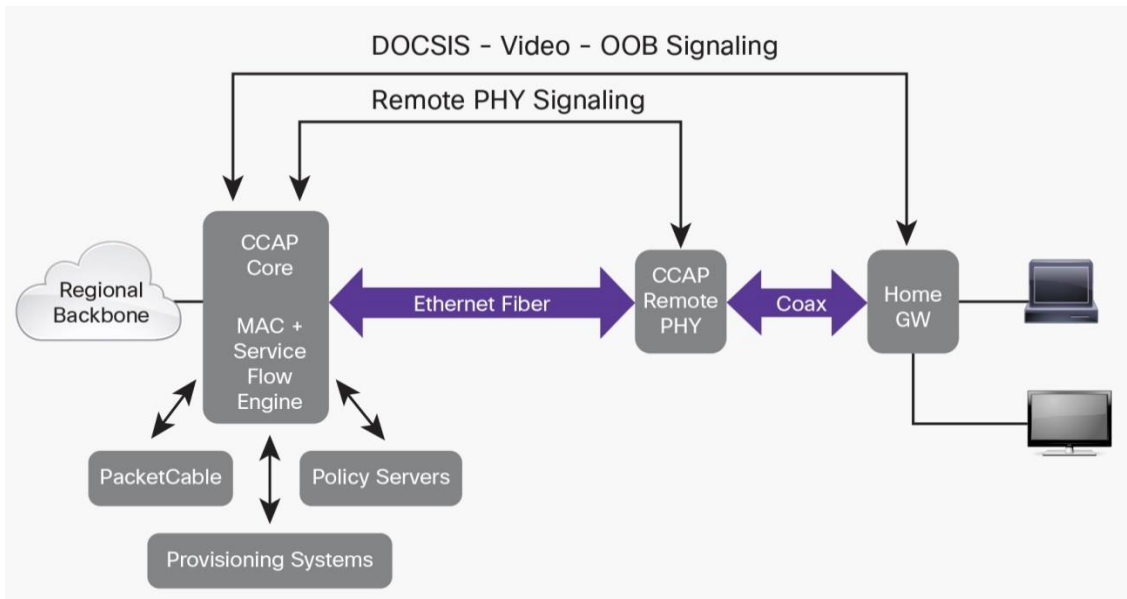 DOCSIS - Video - OOB Signaling
Remote PHY Signaling
Regional
Backbone
CCAP
Core
MAC +
Service
Flow
Engine
Ethernet Fiber
CCAP
Remote
PHY
Coax
Home
GW
PacketCable
Policy Servers
Provisioning Systems